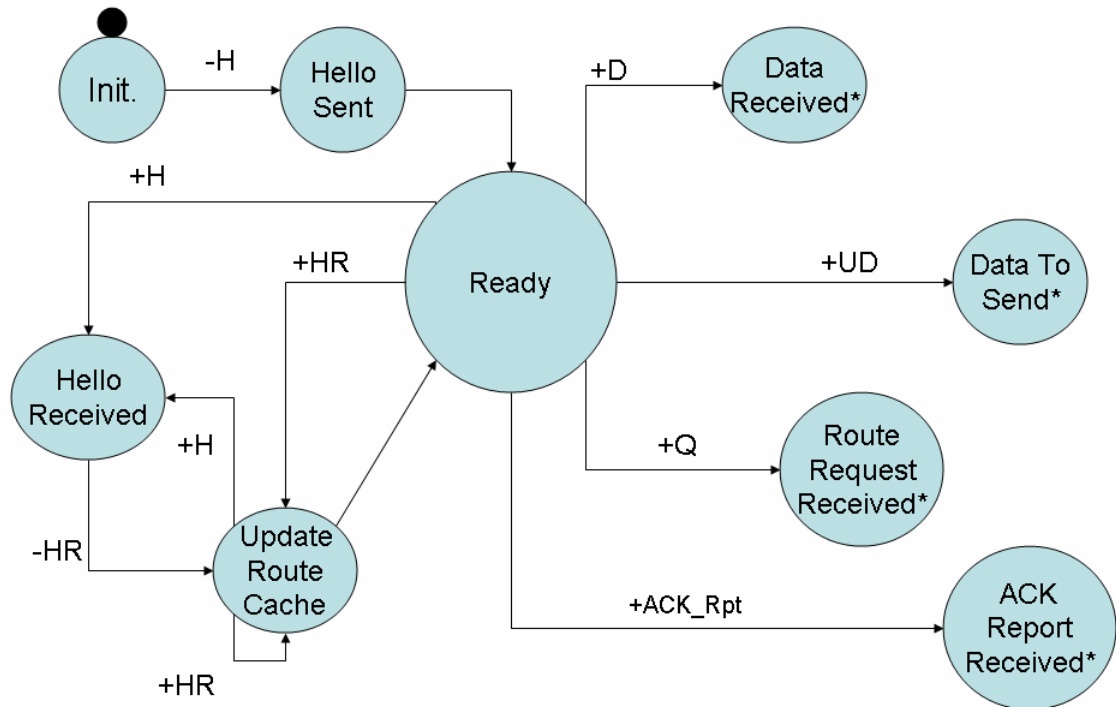 Init.
-H
Hello
Sent
+D
Data
Received*
+H
+HR
Ready
+UD
Data To
Send*
Hello
Received
+H
+Q
Route
Request
Received*
-HR
Update
Route
Cache
+HR
+ACK_Rpt
ACK
Report
Received*